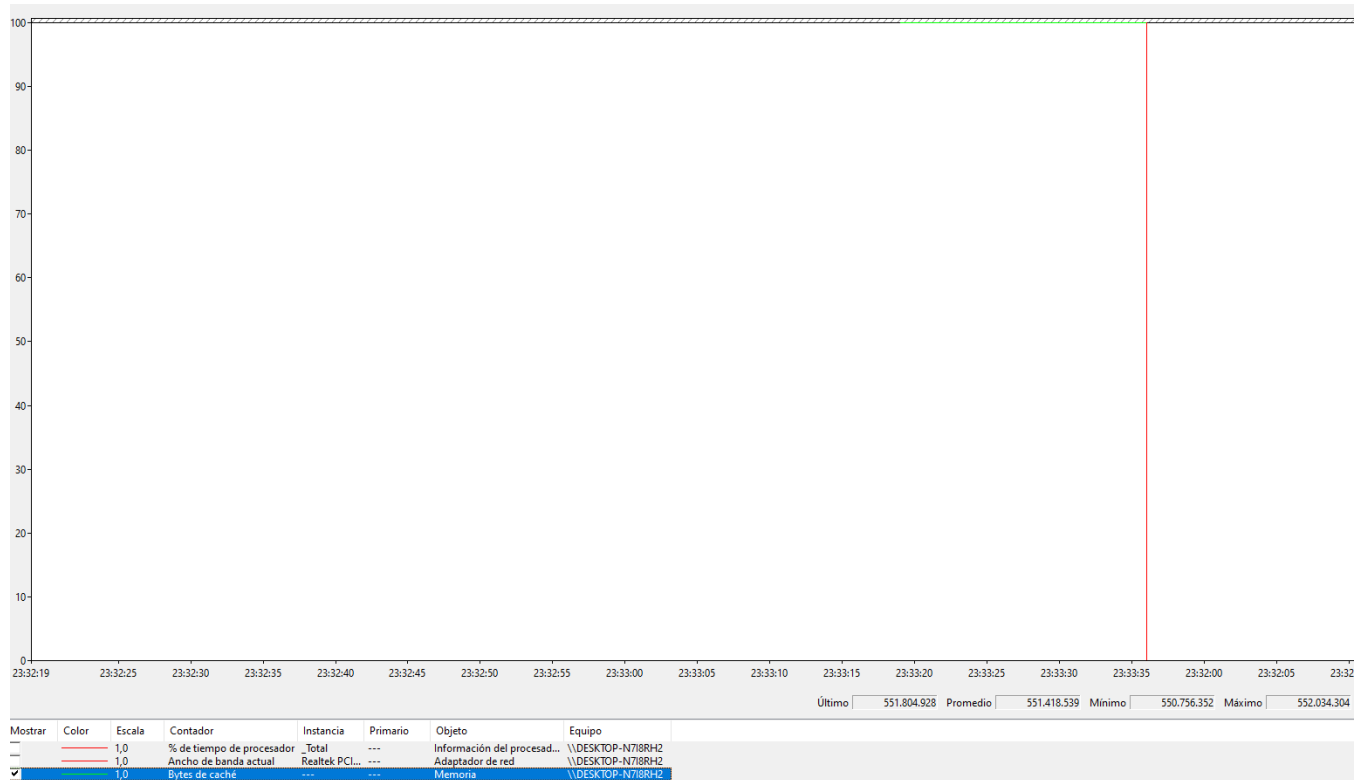 100
90
80
70
60
50
40
30
20
10
0
23:32:19 23:32:25 23:32:30 23:32:35 23:32:40 23:32:45 23:32:50 23:32:55 23:33:00 23:33:05 23:33:10 23:33:15 23:33:20 23:33:25 23:33:30 23:33:35 23:32:00 23:32:05 23:32
Último 551.804.928 Promedio 551.418.539 Mínimo 550.756.352 Máximo 552.034.304
Mostrar Color Escala Contador Instancia Primario Objeto Equipo
1,0 % de tiempo de procesador _Total --- Información del procesad... \\DESKTOP-N7I8RH2
1,0 Ancho de banda actual Realtek PCI... --- Adaptador de red \\DESKTOP-N7I8RH2
1,0 Bytes de caché --- --- Memoria \\DESKTOP-N7I8RH2